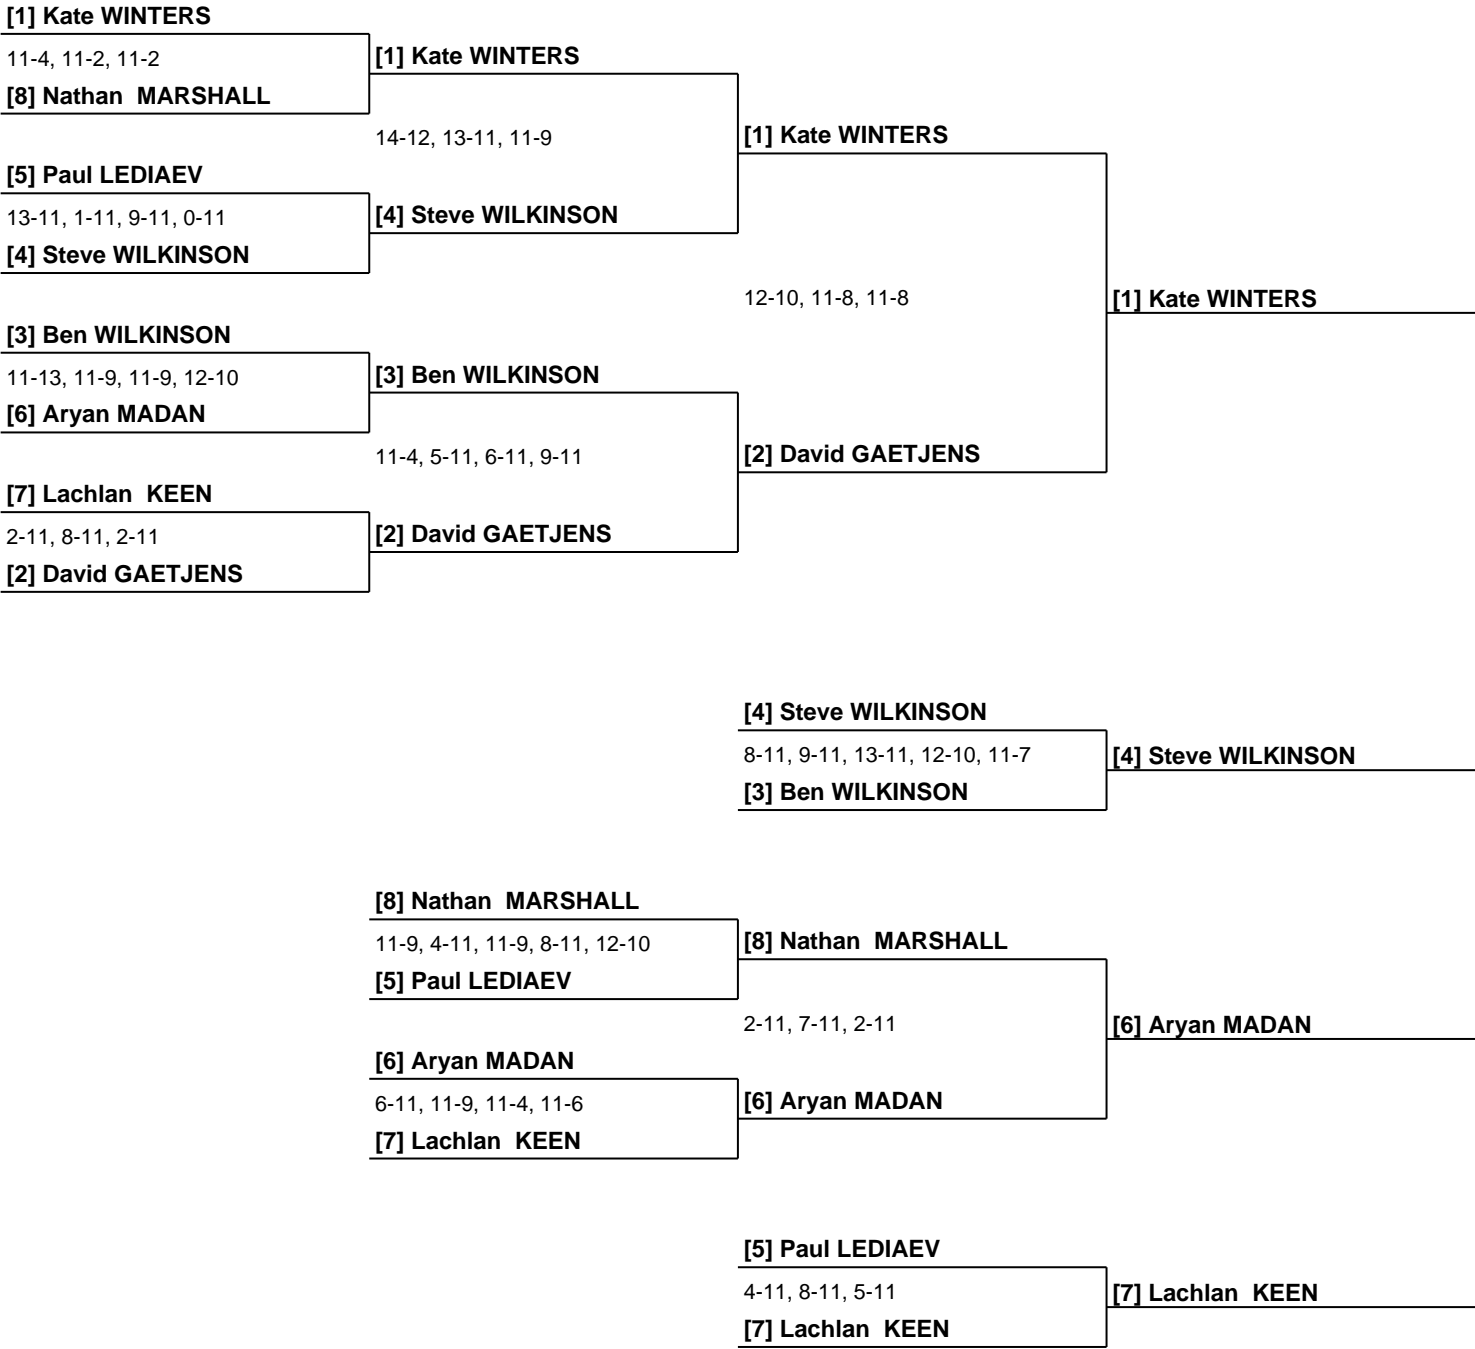 [1] Kate WINTERS
11-4, 11-2, 11-2
[8] Nathan  MARSHALL
[1] Kate WINTERS
14-12, 13-11, 11-9
[5] Paul LEDIAEV
13-11, 1-11, 9-11, 0-11
[4] Steve WILKINSON
[4] Steve WILKINSON
[1] Kate WINTERS
12-10, 11-8, 11-8
[1] Kate WINTERS
[3] Ben WILKINSON
11-13, 11-9, 11-9, 12-10
[6] Aryan MADAN
[3] Ben WILKINSON
11-4, 5-11, 6-11, 9-11
[2] David GAETJENS
[7] Lachlan  KEEN
2-11, 8-11, 2-11
[2] David GAETJENS
[2] David GAETJENS
[4] Steve WILKINSON
8-11, 9-11, 13-11, 12-10, 11-7
[3] Ben WILKINSON
[4] Steve WILKINSON
[8] Nathan  MARSHALL
11-9, 4-11, 11-9, 8-11, 12-10
[5] Paul LEDIAEV
[8] Nathan  MARSHALL
2-11, 7-11, 2-11
[6] Aryan MADAN
[6] Aryan MADAN
6-11, 11-9, 11-4, 11-6
[7] Lachlan  KEEN
[6] Aryan MADAN
[5] Paul LEDIAEV
4-11, 8-11, 5-11
[7] Lachlan  KEEN
[7] Lachlan  KEEN